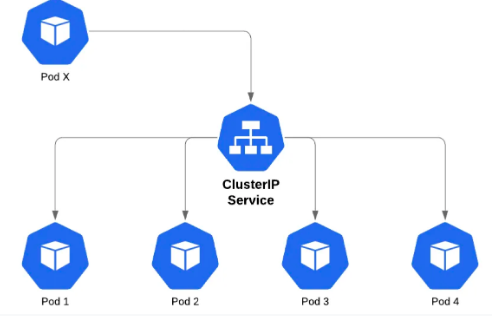 Pod X
ClusterIP
Service
Pod 1
Pod 2
Pod 3
Pod 4